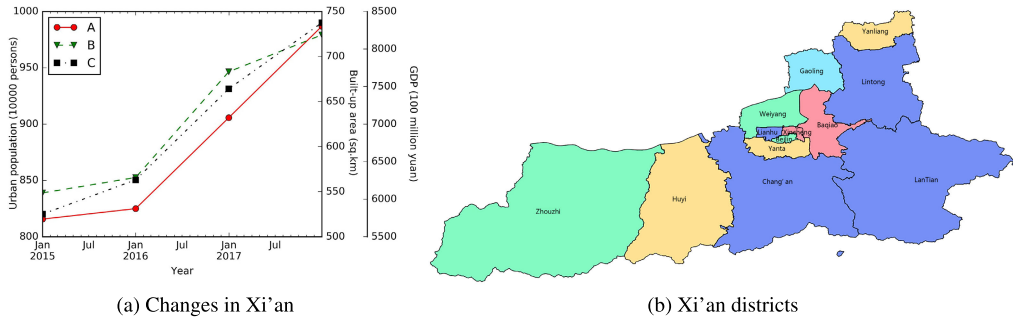 1000
950
900
850
800
Urban population (10000 persons)
A
B
C
Jan
2015
Jul
Jan
2016
Jul
Jan
2017
Jul
Year
750
700
650
600
550
500
Built-up area (sq.km)
8500
8000
7500
7000
6500
6000
5500
GDP (100 million yuan)
Yanliang
Gaoling
Lintong
Weiyang
Baqiao
Lianhu
Xincheng
Beilin
Yanta
Chang' an
LanTian
Huyi
Zhouzhi
(a) Changes in Xi'an
(b) Xi'an districts